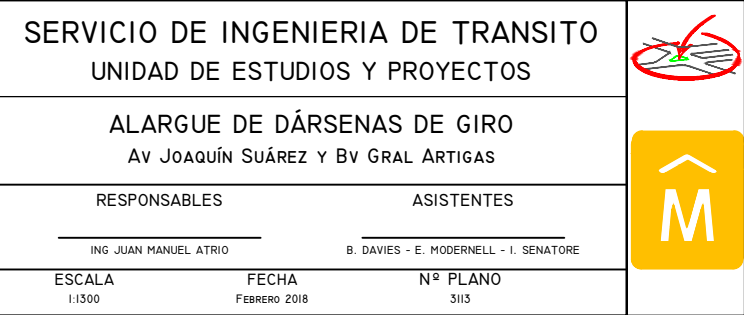 SERVICIO DE INGENIERIA DE TRANSITO
UNIDAD DE ESTUDIOS Y PROYECTOS
ALARGUE DE DÁRSENAS DE GIRO
Av Joaquín Suárez y Bv Gral Artigas
RESPONSABLES
ASISTENTES
ING JUAN MANUEL ATRIO
B. DAVIES - E. MODERNELL - I. SENATORE
ESCALA
FECHA
Nº PLANO
1:1300
Febrero 2018
3113
M